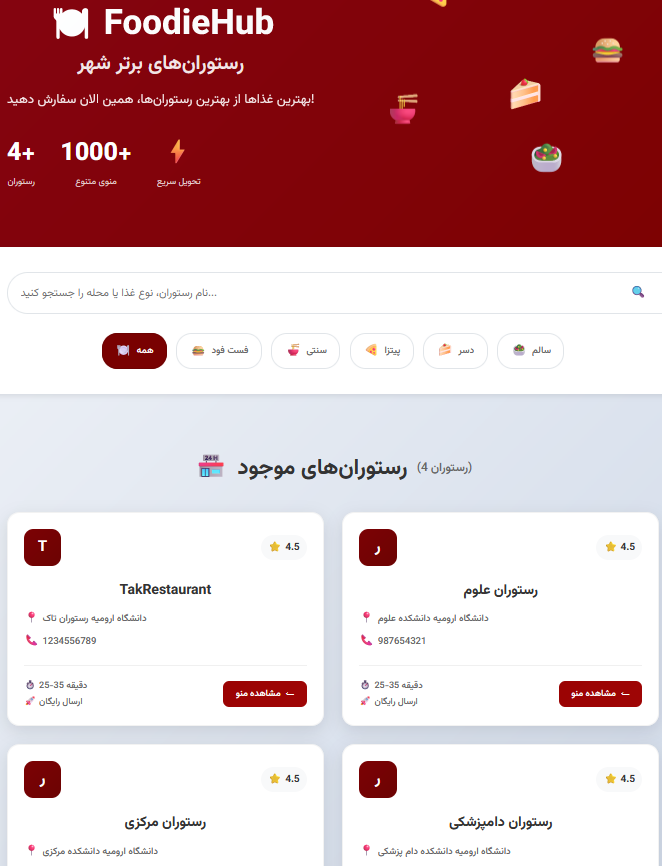 FoodieHub
رستوران‌های برتر شهر
بهترین غذاها از بهترین رستوران‌ها، همین الان سفارش دهید!
4+
1000+
رستوران
منوی متنوع
تحویل سریع
نام رستوران، نوع غذا یا محله را جستجو کنید...
همه
فست فود
سنتی
پیتزا
دسر
سالم
رستوران‌های موجود
(4 رستوران)
T
4.5
TakRestaurant
دانشگاه ارومیه رستوران تاک
1234556789
25-35 دقیقه
ارسال رایگان
مشاهده منو ←
ر
4.5
رستوران علوم
دانشگاه ارومیه دانشکده علوم
987654321
25-35 دقیقه
ارسال رایگان
مشاهده منو ←
ر
4.5
رستوران مرکزی
دانشگاه ارومیه دانشکده مرکزی
ر
4.5
رستوران دامپزشکی
دانشگاه ارومیه دانشکده دام پزشکی